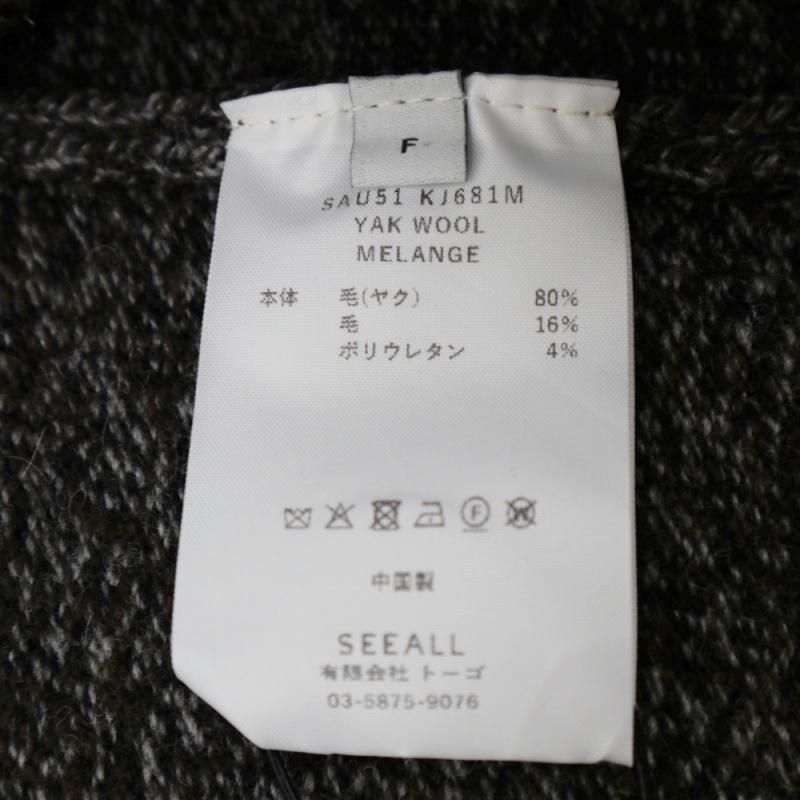 F
SAU51 KJ681M
YAK WOOL
MELANGE
本体 毛(ヤク) 80%
毛 16%
ポリウレタン 4%
F W
中国製
SEEALL
有限会社 トーゴ
03-5875-9076